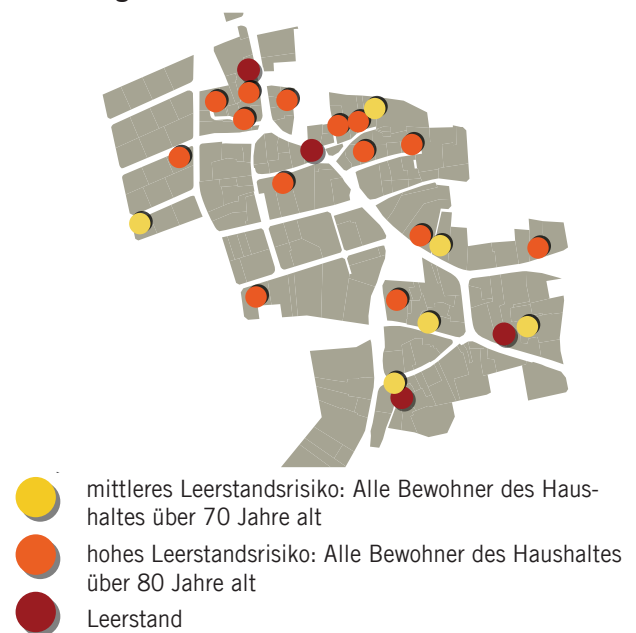 mittleres Leerstandsrisiko: Alle Bewohner des Haus-
haltes über 70 Jahre alt
hohes Leerstandsrisiko: Alle Bewohner des Haushaltes
über 80 Jahre alt
Leerstand